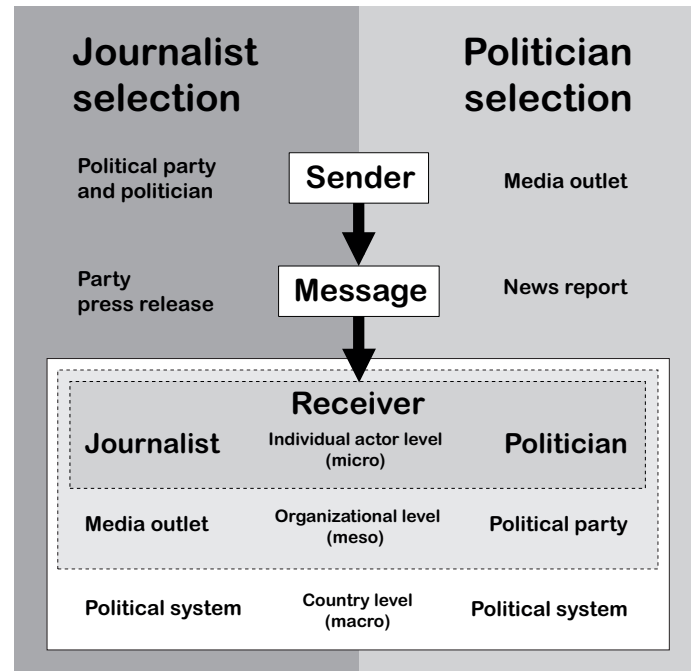 Journalist
selection
Politician
selection
Political party
and politician
Sender
Media outlet
Party
press release
Message
News report
Receiver
Journalist
Individual actor level
(micro)
Politician
Media outlet
Organizational level
(meso)
Political party
Political system
Country level
(macro)
Political system